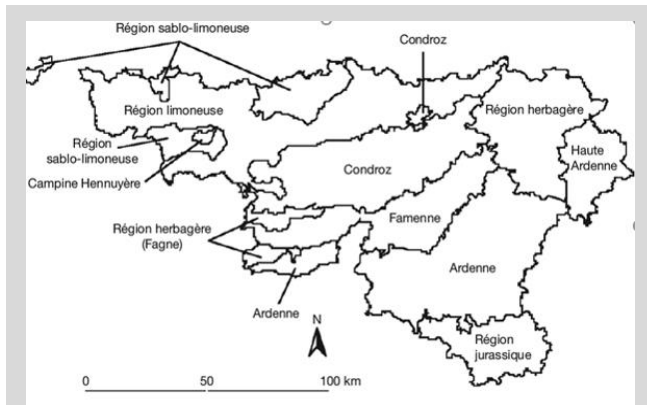 Région sablo-limoneuse
Condroz
Région limoneuse
Région herbagère
Région
sablo-limoneuse
Haute
Ardenne
Campine Hennuyère
Condroz
Région herbagère
(Fagne)
Famenne
Ardenne
Ardenne
N
Région
jurassique
0
50
100 km